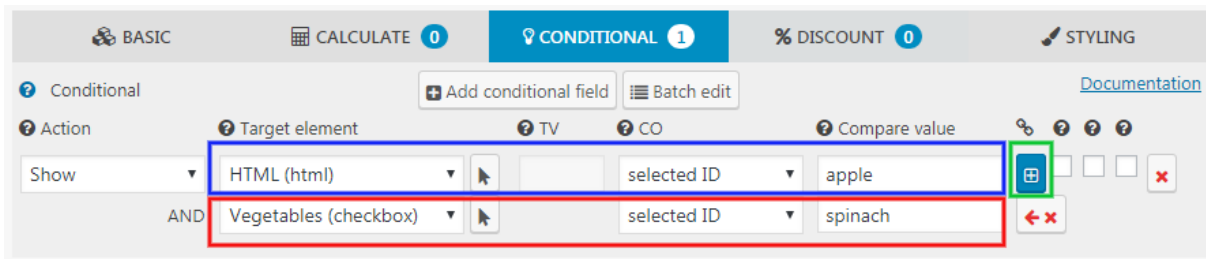 BASIC CALCULATE 0 CONDITIONAL 1 % DISCOUNT 0 STYLING
Conditional Add conditional field Batch edit Documentation
Action Target element TV CO Compare value
Show HTML (html) selected ID apple
AND Vegetables (checkbox) selected ID spinach